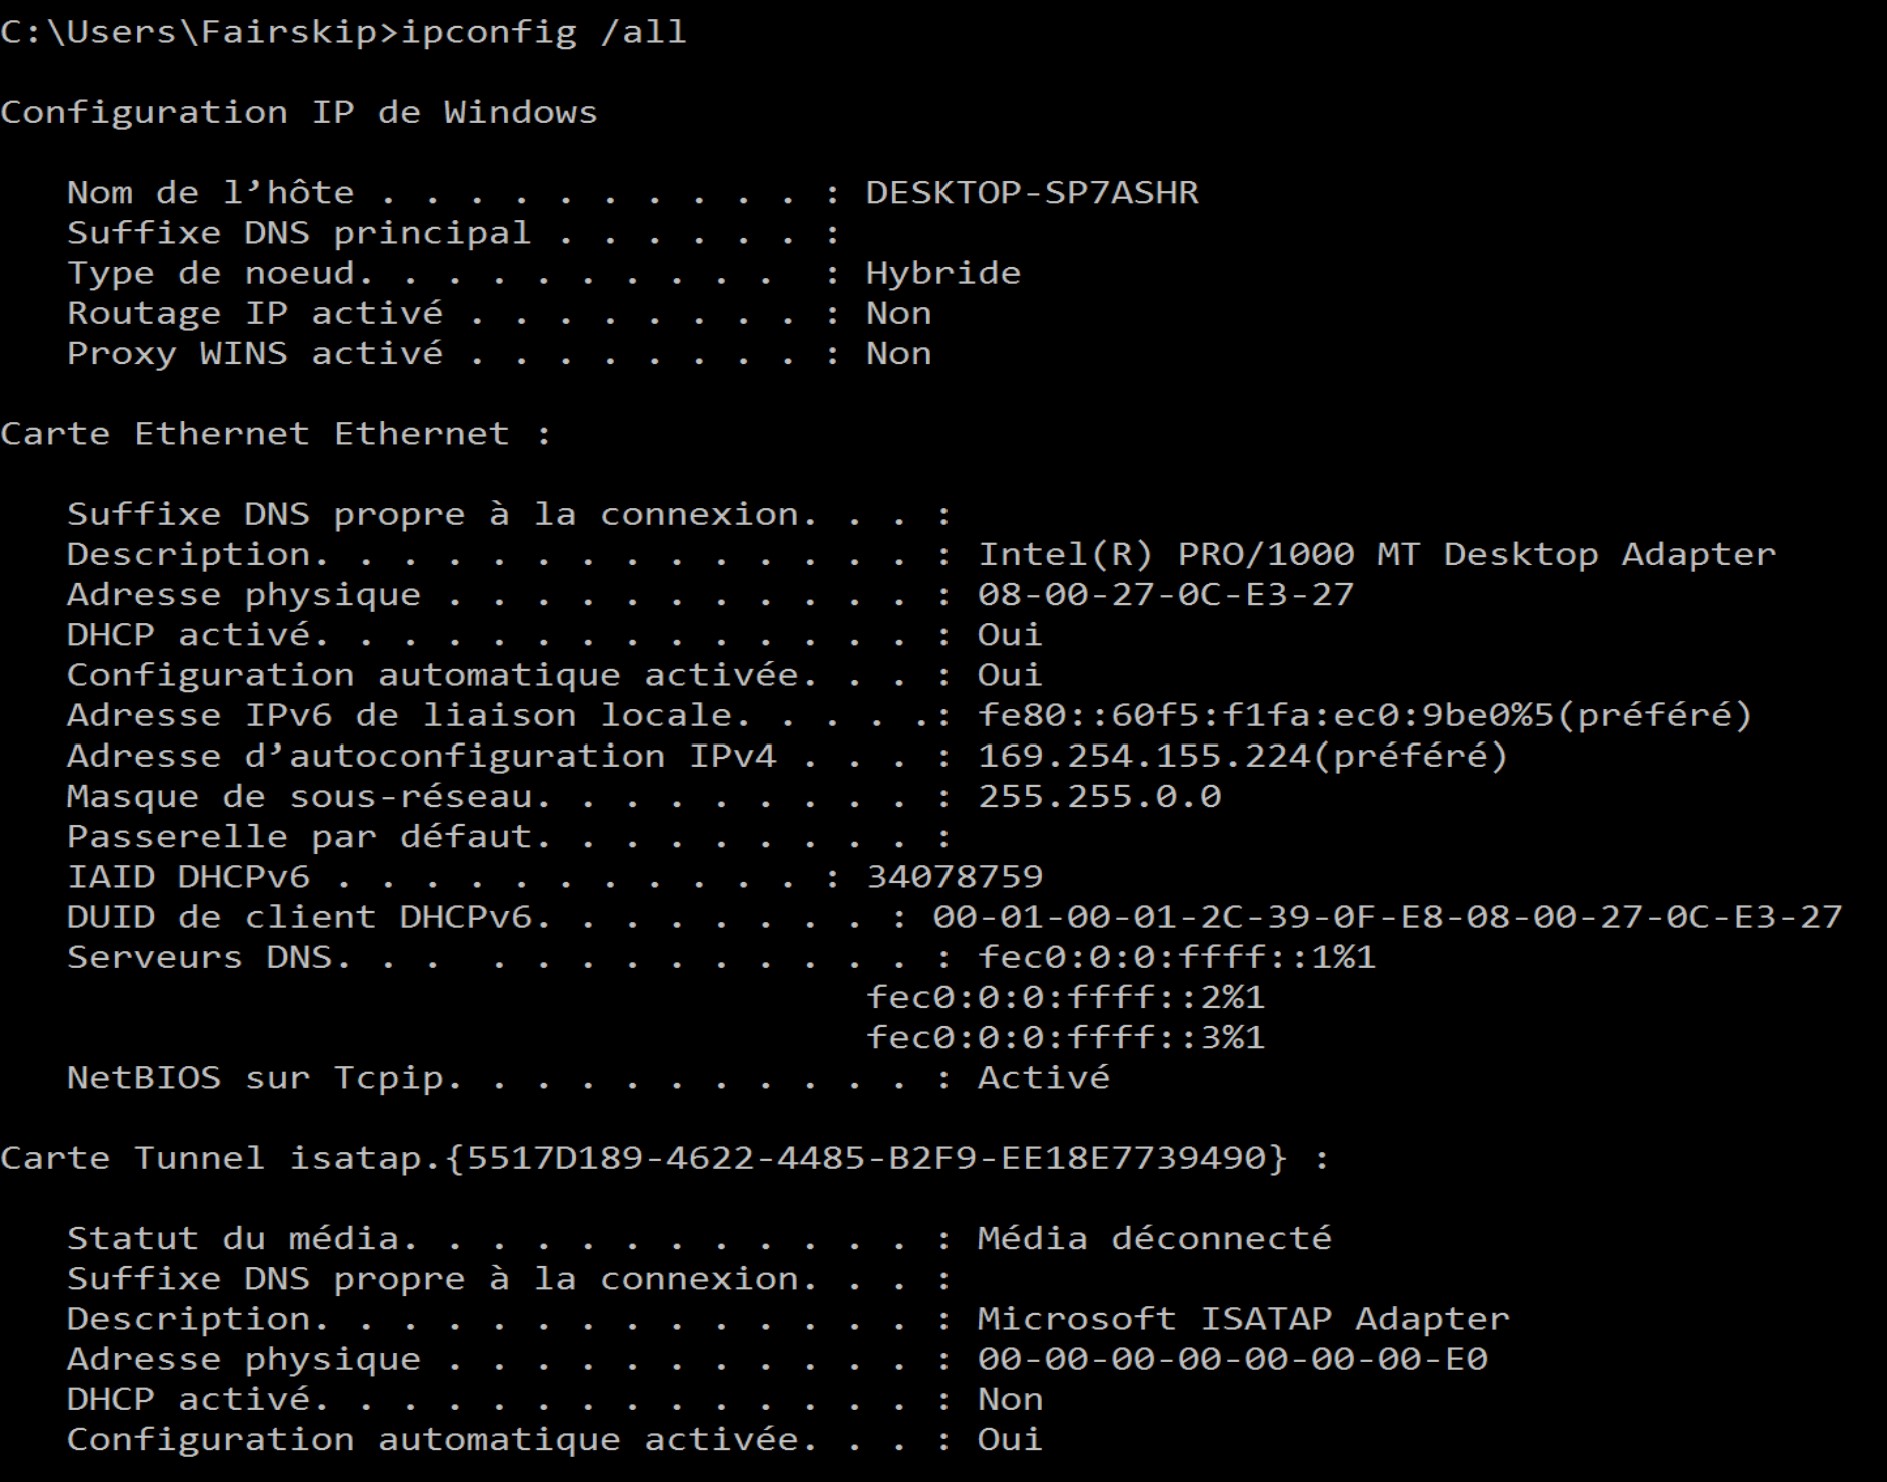 C:\Users\Fairskip>ipconfig /all
Configuration IP de Windows
Nom de l’hôte . . . . . . . . . . : DESKTOP-SP7ASHR
Suffixe DNS principal . . . . . . :
Type de noeud. . . . . . . . . .  : Hybride
Routage IP activé . . . . . . . . : Non
Proxy WINS activé . . . . . . . . : Non
Carte Ethernet Ethernet :
Suffixe DNS propre à la connexion. . . :
Description. . . . . . . . . . . . . . : Intel(R) PRO/1000 MT Desktop Adapter
Adresse physique . . . . . . . . . . . : 08-00-27-0C-E3-27
DHCP activé. . . . . . . . . . . . . . : Oui
Configuration automatique activée. . . : Oui
Adresse IPv6 de liaison locale. . . . .: fe80::60f5:f1fa:ec0:9be0%5(préféré)
Adresse d’autoconfiguration IPv4 . . . : 169.254.155.224(préféré)
Masque de sous-réseau. . . . . . . . . : 255.255.0.0
Passerelle par défaut. . . . . . . . . :
IAID DHCPv6 . . . . . . . . . . . : 34078759
DUID de client DHCPv6. . . . . . . . : 00-01-00-01-2C-39-0F-E8-08-00-27-0C-E3-27
Serveurs DNS. . .  . . . . . . . . . . : fec0:0:0:ffff::1%1
fec0:0:0:ffff::2%1
fec0:0:0:ffff::3%1
NetBIOS sur Tcpip. . . . . . . . . . . : Activé
Carte Tunnel isatap.{5517D189-4622-4485-B2F9-EE18E7739490} :
Statut du média. . . . . . . . . . . . : Média déconnecté
Suffixe DNS propre à la connexion. . . :
Description. . . . . . . . . . . . . . : Microsoft ISATAP Adapter
Adresse physique . . . . . . . . . . . : 00-00-00-00-00-00-00-E0
DHCP activé. . . . . . . . . . . . . . : Non
Configuration automatique activée. . . : Oui